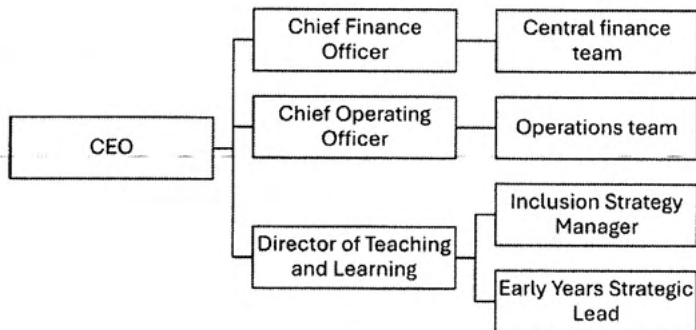 Chief Finance
Officer
Central finance
team
CEO
Chief Operating
Officer
Operations team
Director of Teaching
and Learning
Inclusion Strategy
Manager
Early Years Strategic
Lead